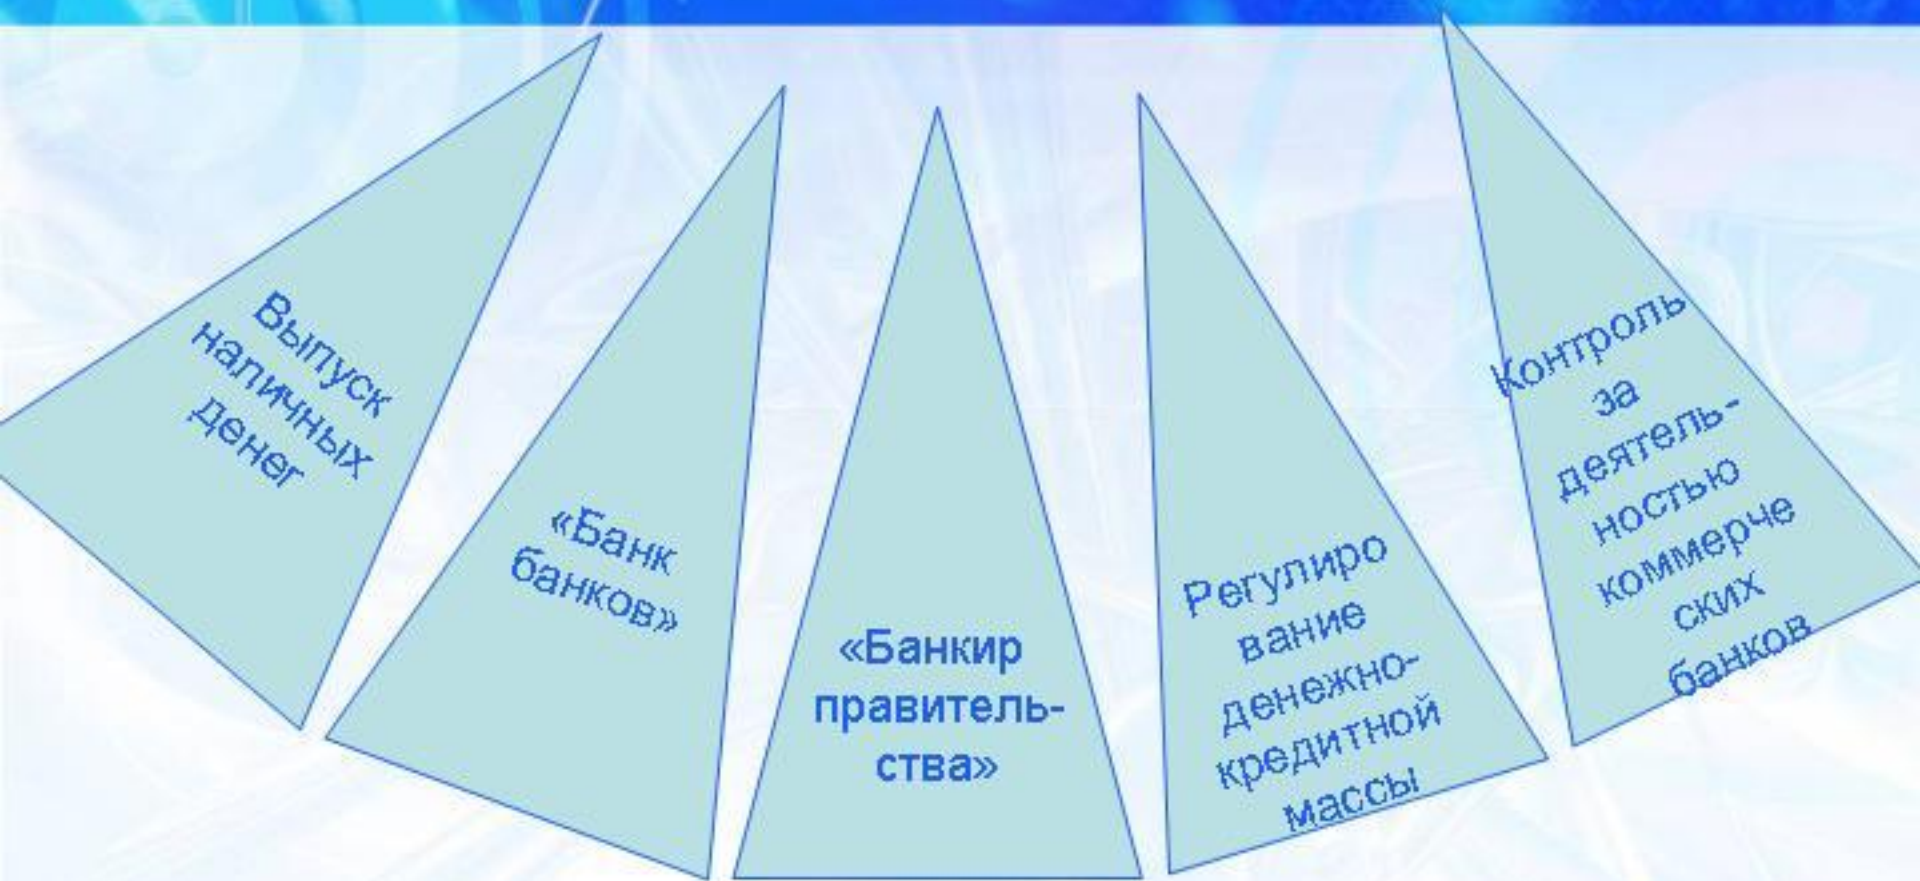 Выпуск
наличных
денег
«Банк
банков»
«Банкир
правитель-
ства»
Регулиро
вание
денежно-
кредитной
массы
Контроль
за
деятель-
ностью
коммерче
ских
банков